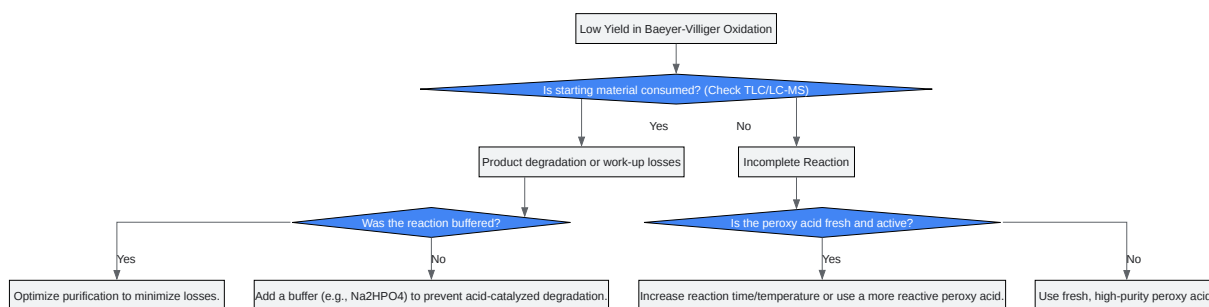 Low Yield in Baeyer-Villiger Oxidation
Is starting material consumed? (Check TLC/LC-MS)
Yes
No
Product degradation or work-up losses
Incomplete Reaction
Was the reaction buffered?
Is the peroxy acid fresh and active?
Yes
No
Yes
No
Optimize purification to minimize losses.
Add a buffer (e.g., Na2HPO4) to prevent acid-catalyzed degradation.
Increase reaction time/temperature or use a more reactive peroxy acid.
Use fresh, high-purity peroxy acid